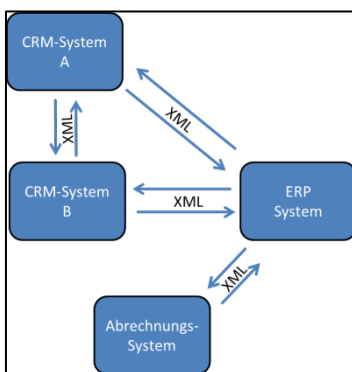 CRM-System
A
XML
XML
CRM-System
B
XML
ERP
System
XML
Abrechnungs-
System